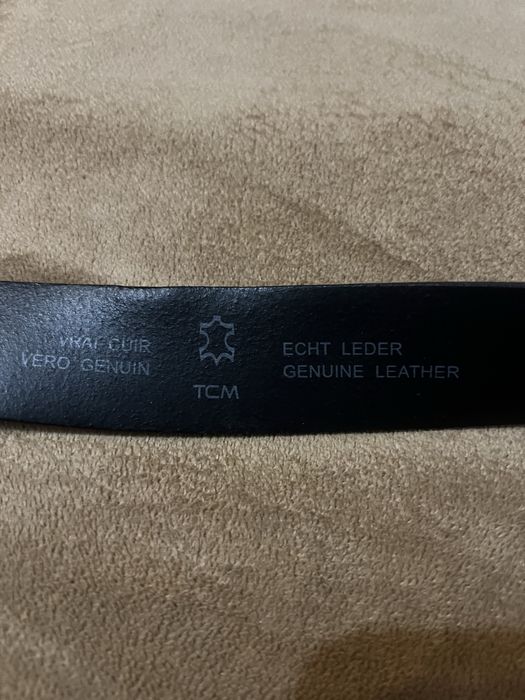 VRAI CUIR
VERO GENUIN
TCM
ECHT LEDER
GENUINE LEATHER